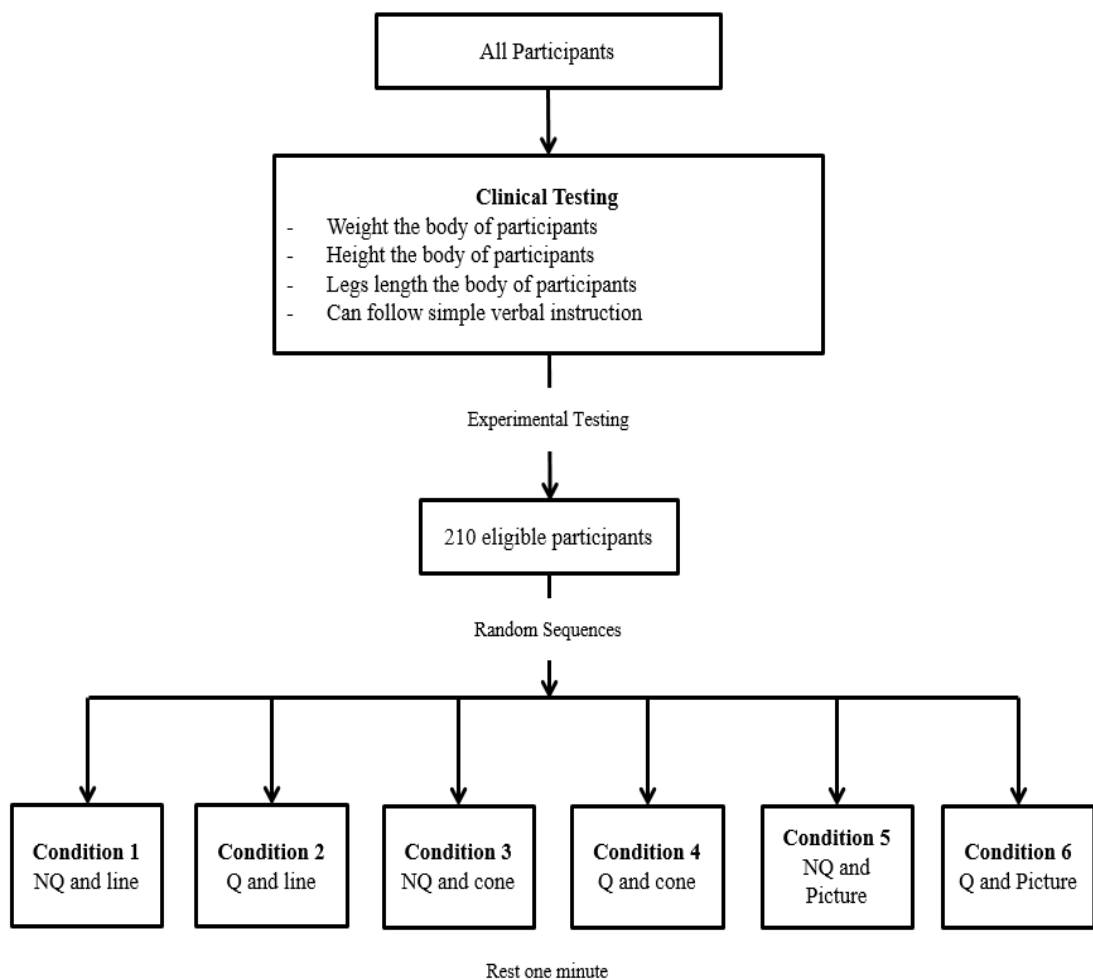 All Participants
Clinical Testing
- Weight the body of participants
- Height the body of participants
- Legs length the body of participants
- Can follow simple verbal instruction
Experimental Testing
210 eligible participants
Random Sequences
Condition 1
NQ and line
Condition 2
Q and line
Condition 3
NQ and cone
Condition 4
Q and cone
Condition 5
NQ and
Picture
Condition 6
Q and Picture
Rest one minute